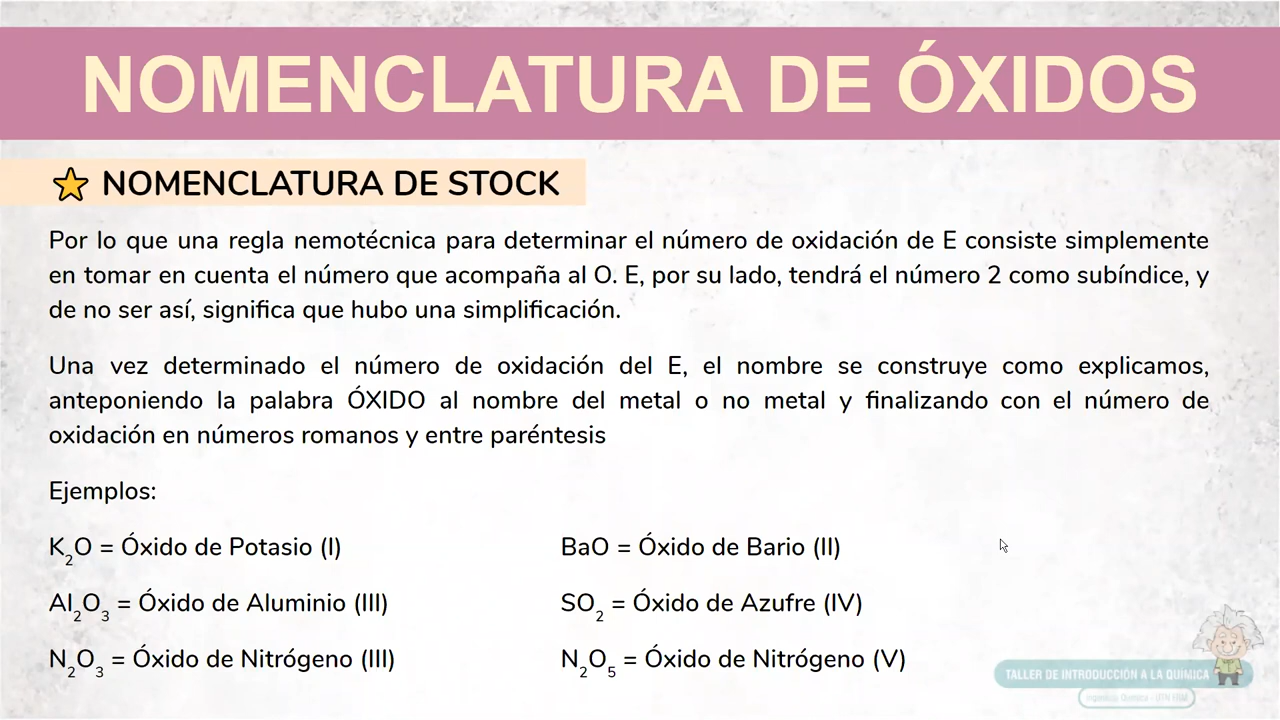 NOMENCLATURA DE ÓXIDOS
NOMENCLATURA DE STOCK
Por lo que una regla nemotécnica para determinar el número de oxidación de E consiste simplemente
en tomar en cuenta el número que acompaña al O. E, por su lado, tendrá el número 2 como subíndice, y
de no ser así, significa que hubo una simplificación.
Una vez determinado el número de oxidación del E, el nombre se construye como explicamos,
anteponiendo la palabra ÓXIDO al nombre del metal o no metal y finalizando con el número de
oxidación en números romanos y entre paréntesis
Ejemplos:
K₂O = Óxido de Potasio (I)
BaO = Óxido de Bario (II)
Al₂O₃ = Óxido de Aluminio (III)
SO₂ = Óxido de Azufre (IV)
N₂O₃ = Óxido de Nitrógeno (III)
N₂O₅ = Óxido de Nitrógeno (V)
TALLER DE INTRODUCCIÓN A LA QUÍMICA